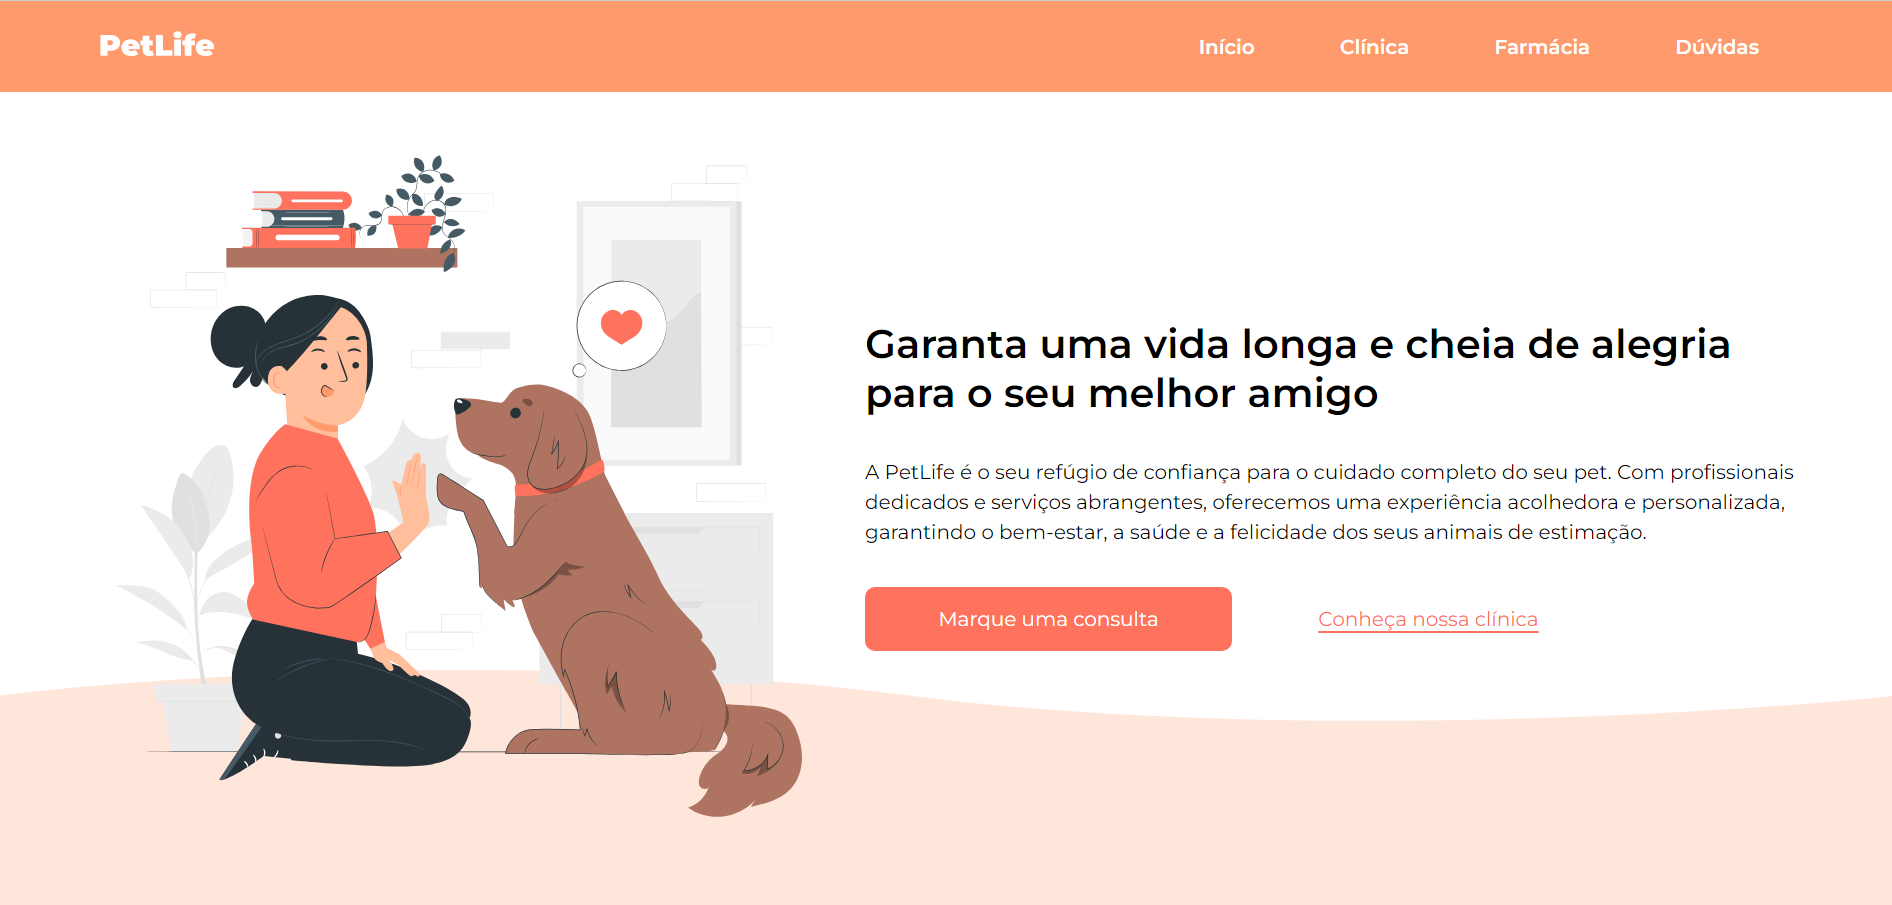 PetLife
Início
Clínica
Farmácia
Dúvidas
Garanta uma vida longa e cheia de alegria
para o seu melhor amigo
A PetLife é o seu refúgio de confiança para o cuidado completo do seu pet. Com profissionais
dedicados e serviços abrangentes, oferecemos uma experiência acolhedora e personalizada,
garantindo o bem-estar, a saúde e a felicidade dos seus animais de estimação.
Marque uma consulta
Conheça nossa clínica